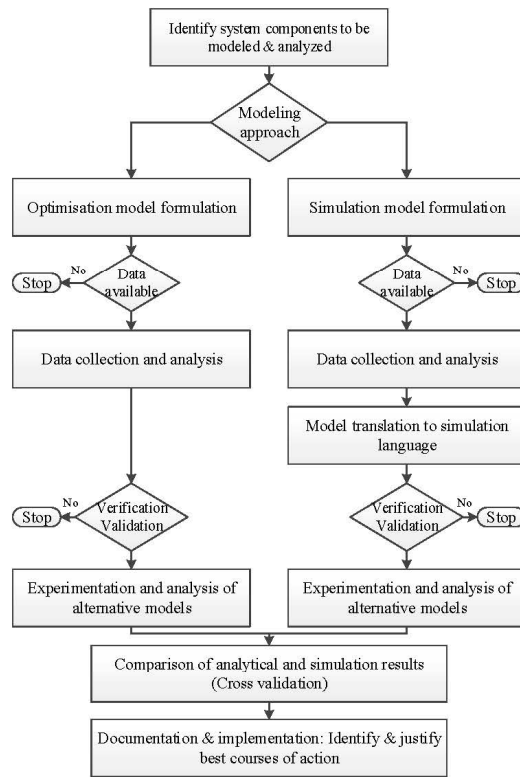 Identify system components to be
modeled & analyzed
Modeling
approach
Optimisation model formulation
Simulation model formulation
No
Stop
Data
available
Data
available
No
Stop
Data collection and analysis
Data collection and analysis
Model translation to simulation
language
No
Stop
Verification
Validation
Verification
Validation
No
Stop
Experimentation and analysis of
alternative models
Experimentation and analysis of
alternative models
Comparison of analytical and simulation results
(Cross validation)
Documentation & implementation: Identify & justify
best courses of action